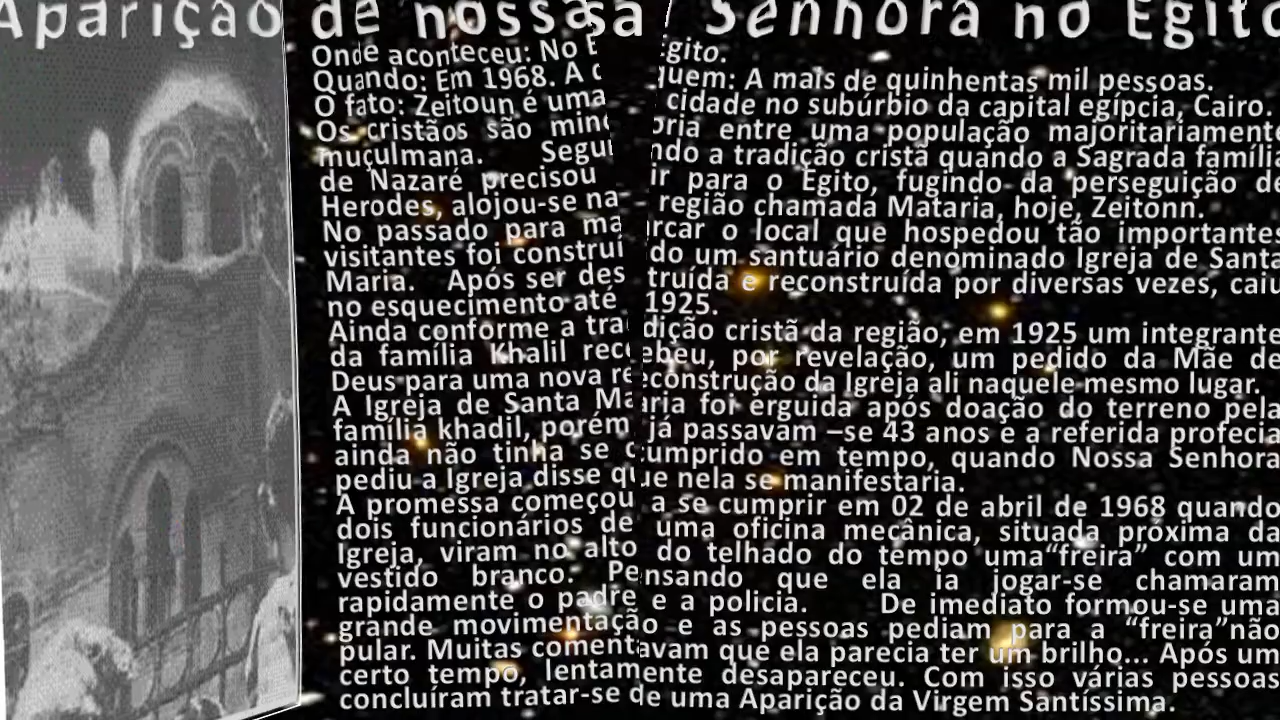 Aparição de nossa Senhora no Egito
Onde aconteceu: No Egito.
Quando: Em 1968. A quem: A mais de quinhentas mil pessoas.
O fato: Zeitoun é uma cidade no subúrbio da capital egípcia, Cairo.
Os cristãos são minoria entre uma população majoritariamente
muçulmana. Segundo a tradição cristã quando a Sagrada família
de Nazaré precisou ir para o Egito, fugindo da perseguição de
Herodes, alojou-se na região chamada Mataria, hoje, Zeitonn.
No passado para marcar o local que hospedou tão importantes
visitantes foi construído um santuário denominado Igreja de Santa
Maria. Após ser destruída e reconstruída por diversas vezes, caiu
no esquecimento até 1925.
Ainda conforme a tradição cristã da região, em 1925 um integrante
da família Khalil recebeu, por revelação, um pedido da Mãe de
Deus para uma nova reconstrução da Igreja ali naquele mesmo lugar.
A Igreja de Santa Maria foi erguida após doação do terreno pela
família khadil, porém já passavam –se 43 anos e a referida profecia
ainda não tinha se cumprido em tempo, quando Nossa Senhora
pediu a Igreja disse que nela se manifestaria.
A promessa começou a se cumprir em 02 de abril de 1968 quando
dois funcionários de uma oficina mecânica, situada próxima da
Igreja, viram no alto do telhado do tempo uma“freira” com um
vestido branco. Pensando que ela ia jogar-se chamaram
rapidamente o padre e a policia. De imediato formou-se uma
grande movimentação e as pessoas pediam para a “freira”não
pular. Muitas comentavam que ela parecia ter um brilho... Após um
certo tempo, lentamente desapareceu. Com isso várias pessoas
concluíram tratar-se de uma Aparição da Virgem Santíssima.